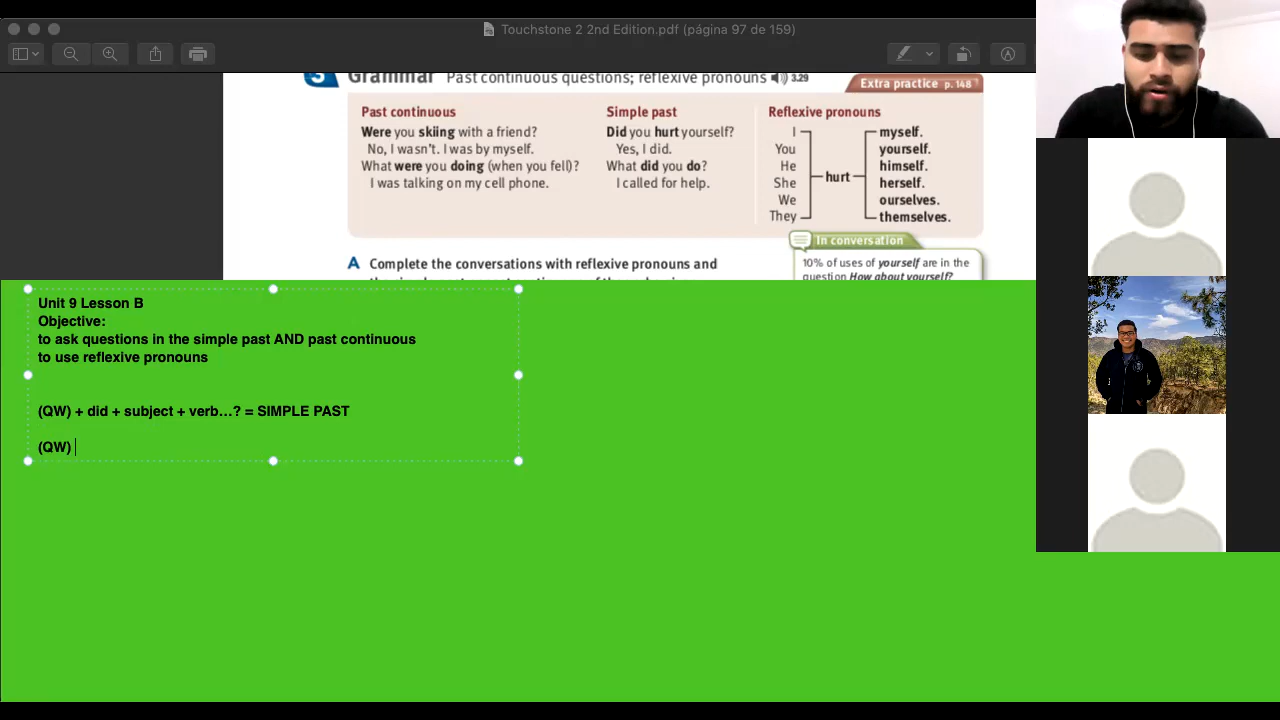 Touchstone 2 2nd Edition.pdf (página 97 de 159)
3 Grammar Past continuous questions; reflexive pronouns 3.29
Extra practice p. 148
Past continuous
Were you skiing with a friend?
No, I wasn't. I was by myself.
What were you doing (when you fell)?
I was talking on my cell phone.
Simple past
Did you hurt yourself?
Yes, I did.
What did you do?
I called for help.
Reflexive pronouns
I
You
He
She
We
They
hurt
myself.
yourself.
himself.
herself.
ourselves.
themselves.
In conversation
10% of uses of yourself are in the
question How about yourself?
A Complete the conversations with reflexive pronouns and
Unit 9 Lesson B
Objective:
to ask questions in the simple past AND past continuous
to use reflexive pronouns
(QW) + did + subject + verb…? = SIMPLE PAST
(QW)